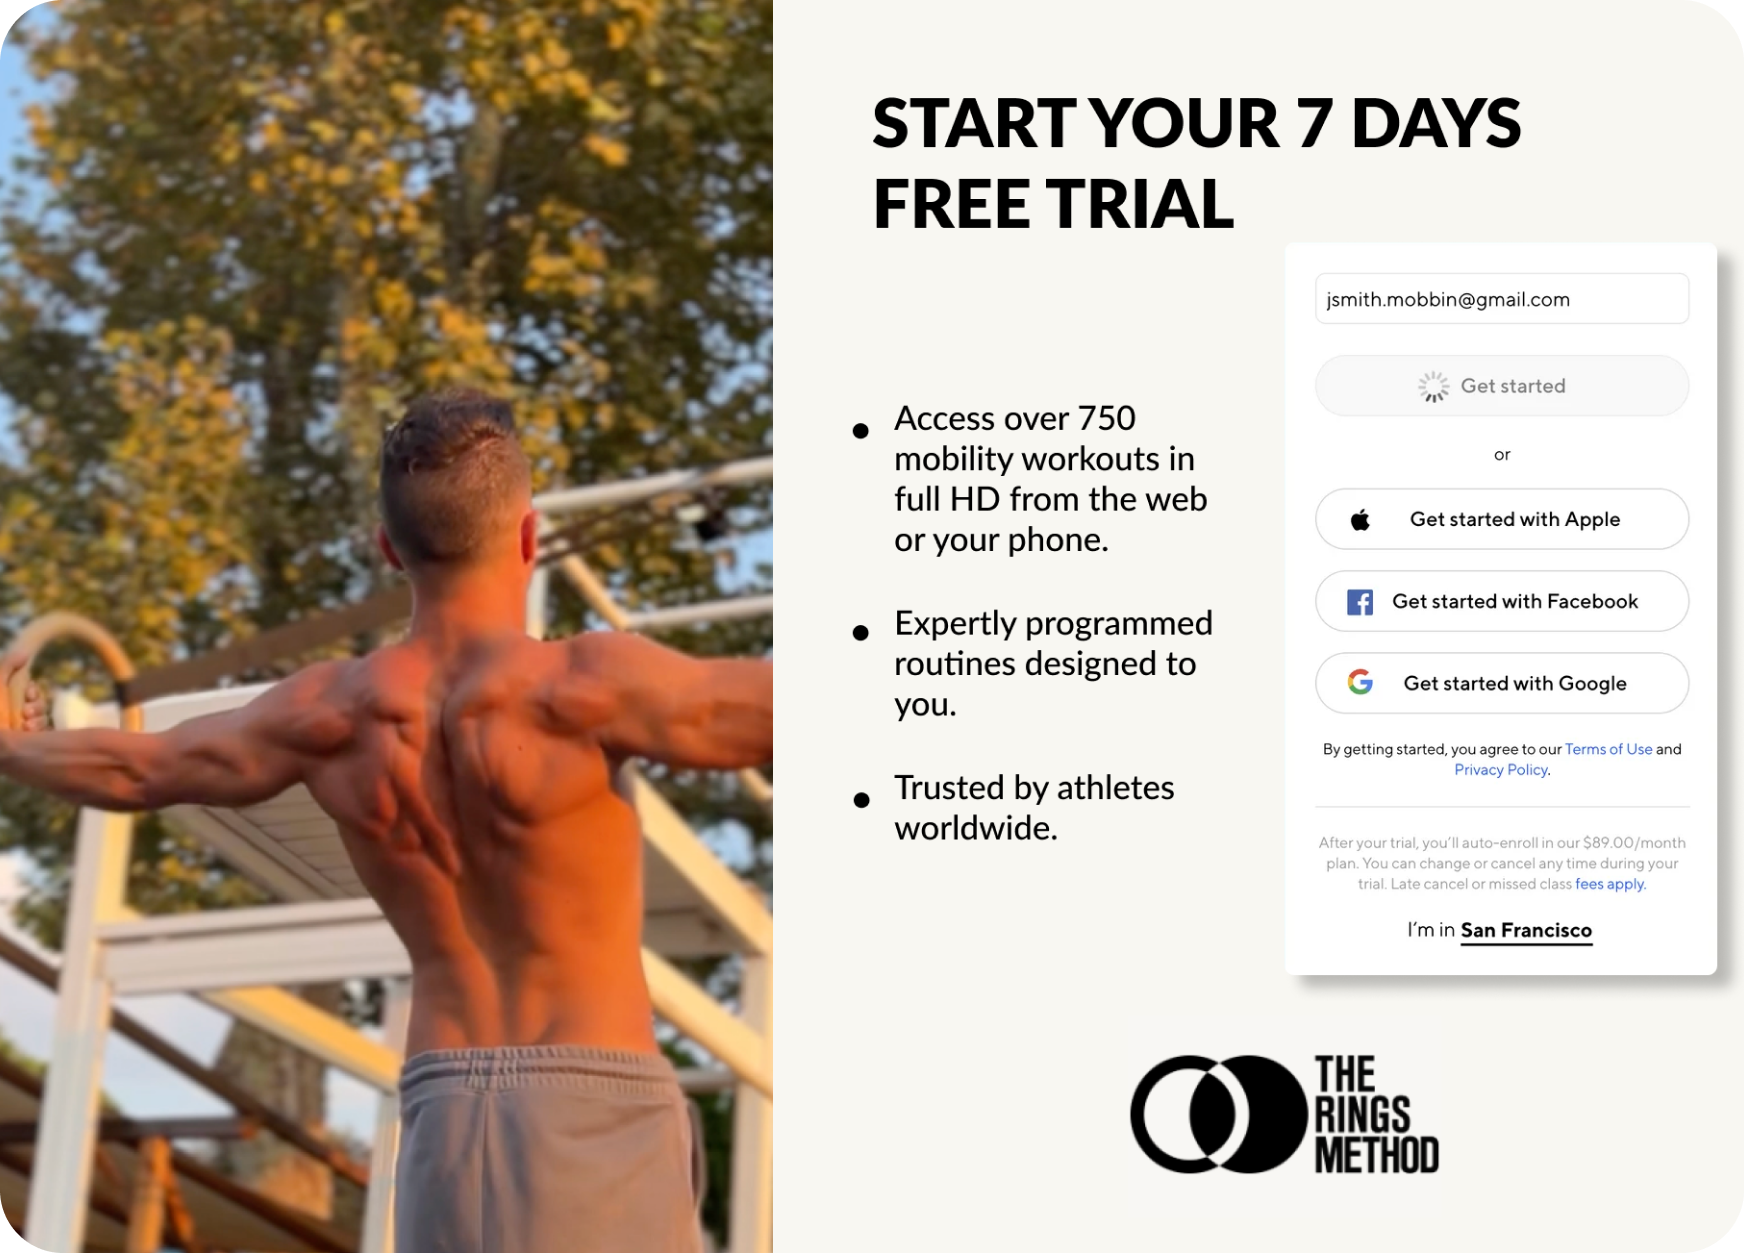 START YOUR 7 DAYS
FREE TRIAL
• Access over 750
mobility workouts in
full HD from the web
or your phone.
• Expertly programmed
routines designed to
you.
• Trusted by athletes
worldwide.
jsmith.mobbin@gmail.com
Get started
or
Get started with Apple
Get started with Facebook
Get started with Google
By getting started, you agree to our Terms of Use and
Privacy Policy.
After your trial, you'll auto-enroll in our $89.00/month
plan. You can change or cancel any time during your
trial. Late cancel or missed class fees apply.
I'm in San Francisco
THE
RINGS
METHOD